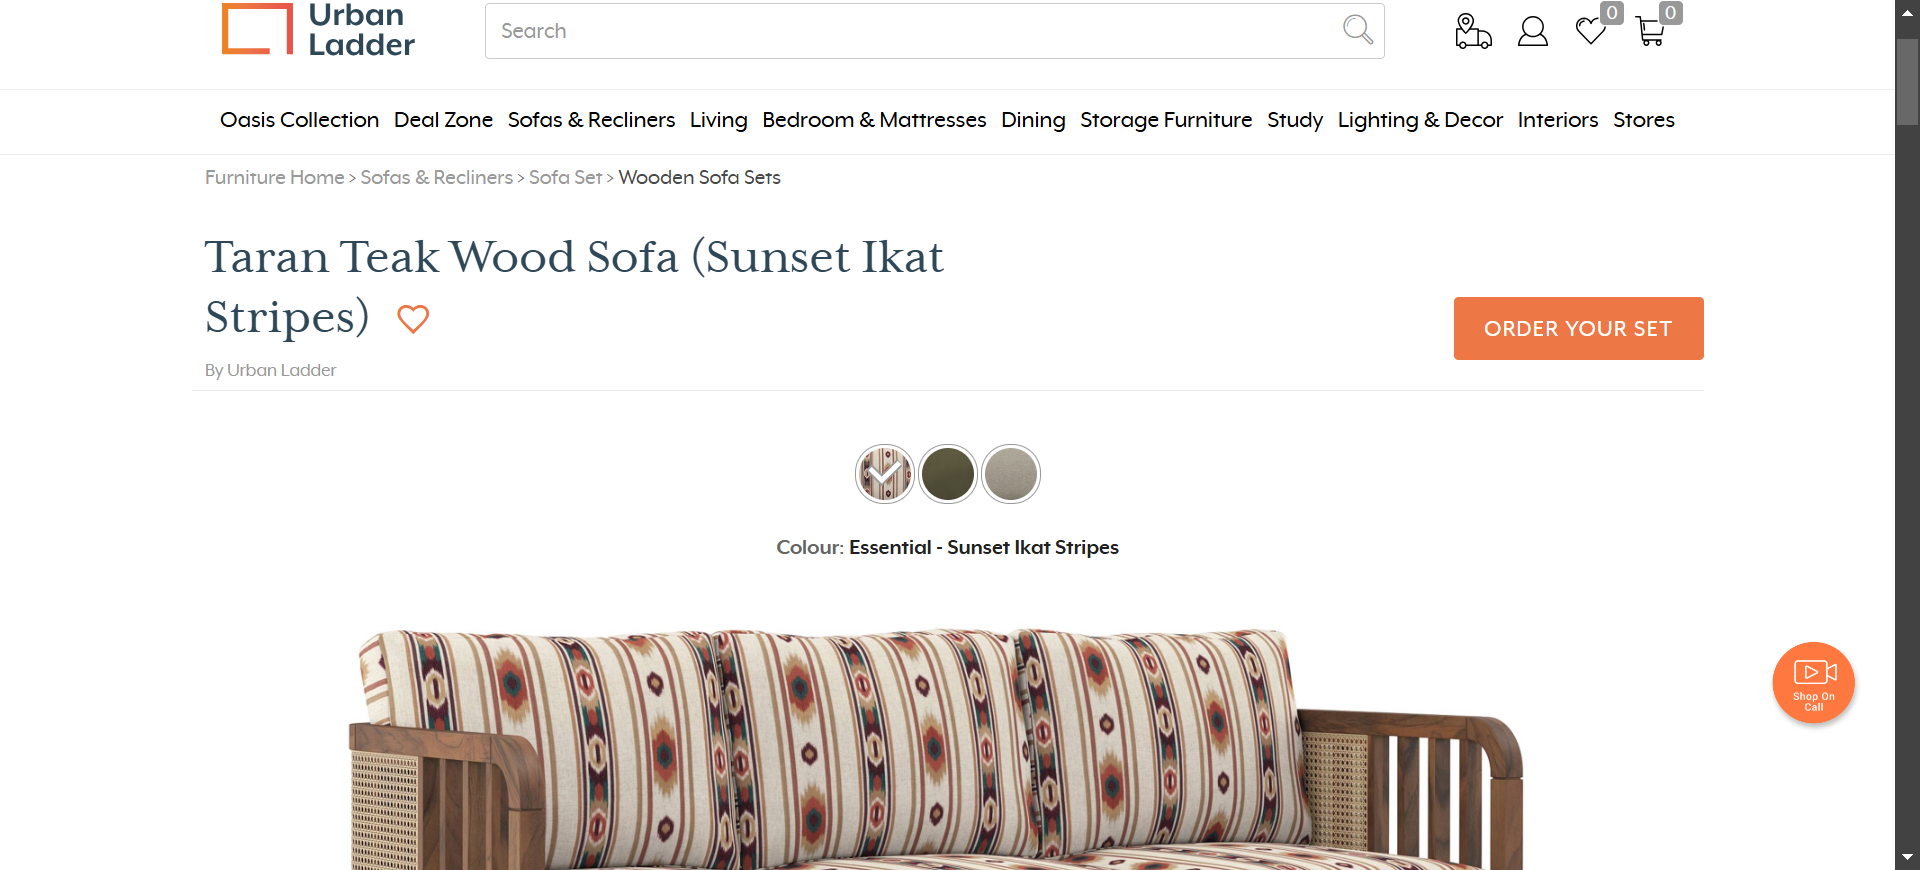 Urban
Ladder
Search
0
0
Oasis Collection Deal Zone Sofas & Recliners Living Bedroom & Mattresses Dining Storage Furniture Study Lighting & Decor Interiors Stores
Furniture Home > Sofas & Recliners > Sofa Set > Wooden Sofa Sets
Taran Teak Wood Sofa (Sunset Ikat
Stripes)
ORDER YOUR SET
By Urban Ladder
Colour: Essential - Sunset Ikat Stripes
Shop On
Call